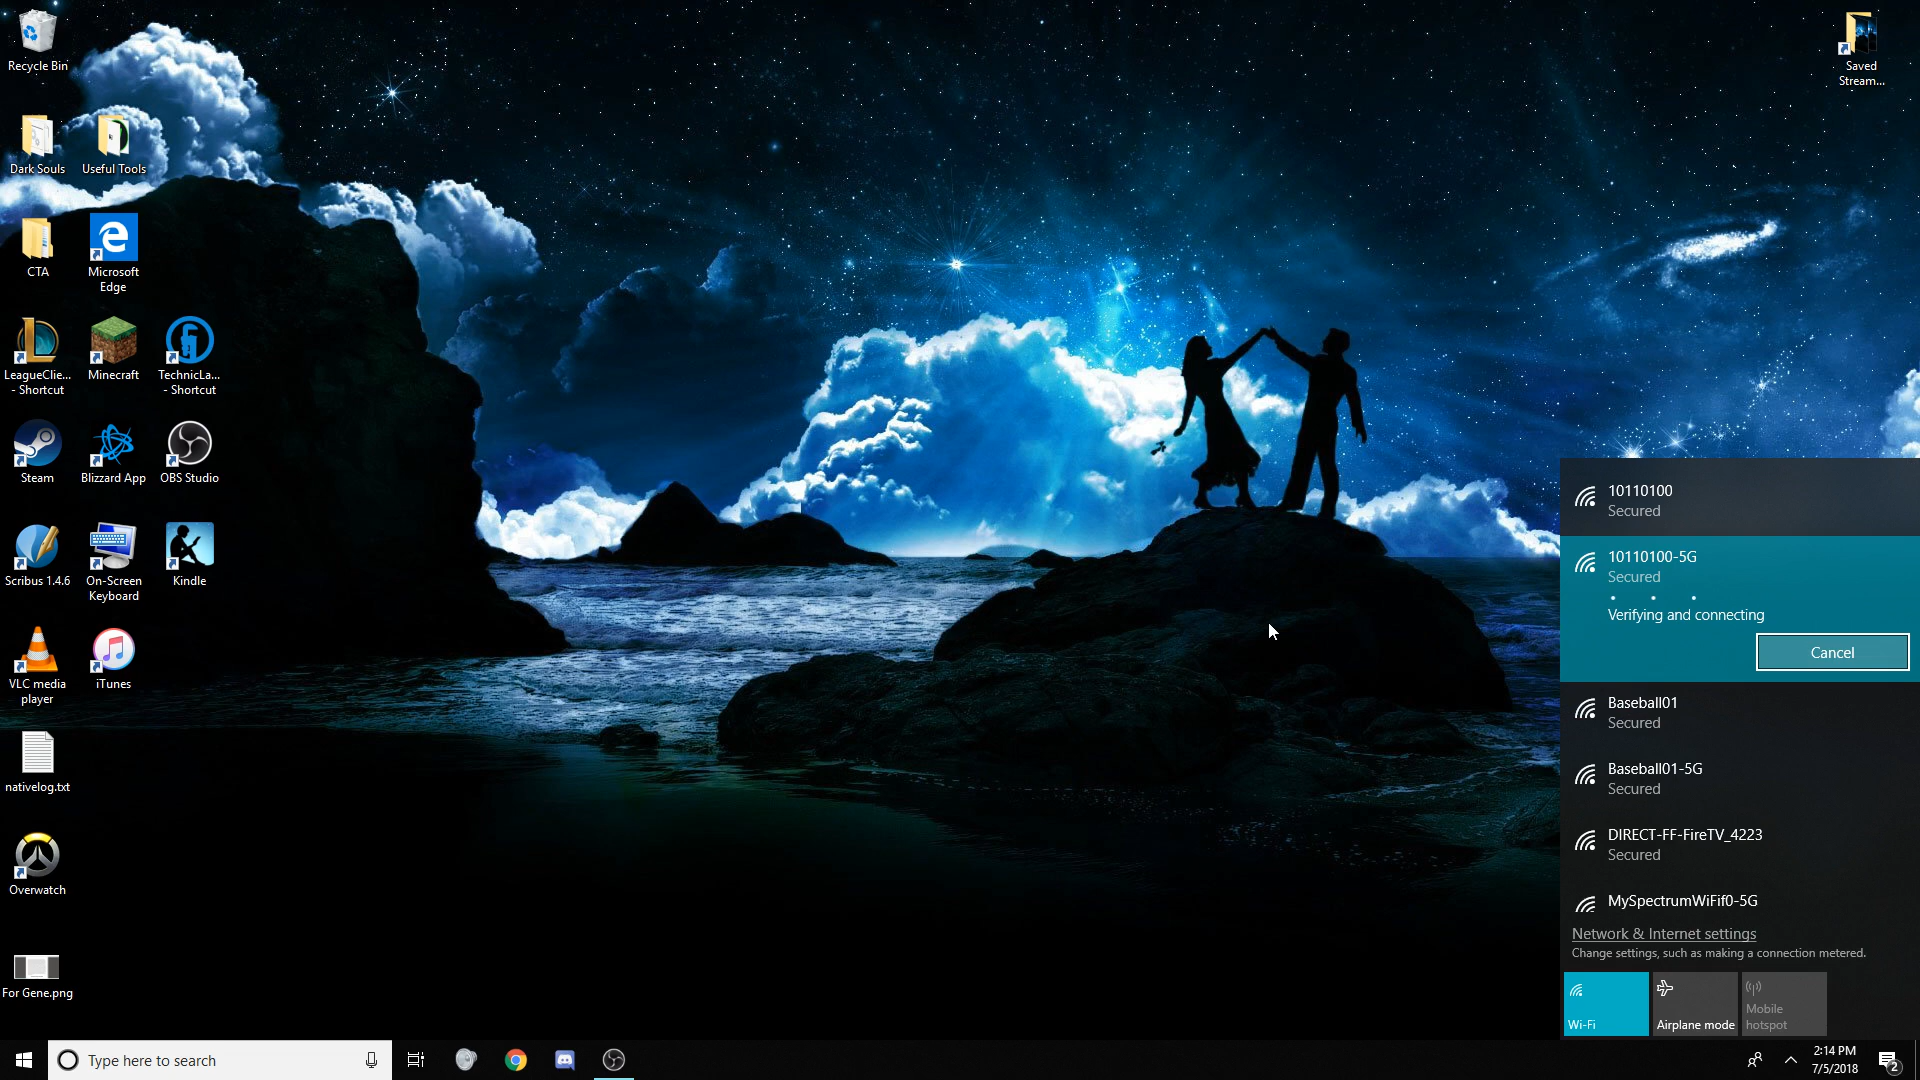 Recycle Bin
Saved
Stream...
Dark Souls
Useful Tools
CTA
Microsoft
Edge
LeagueClie...
- Shortcut
Minecraft
TechnicLa...
- Shortcut
Steam
Blizzard App
OBS Studio
Scribus 1.4.6
On-Screen
Keyboard
Kindle
VLC media
player
iTunes
nativelog.txt
Overwatch
For Gene.png
10110100
Secured
10110100-5G
Secured
Verifying and connecting
Cancel
Baseball01
Secured
Baseball01-5G
Secured
DIRECT-FF-FireTV_4223
Secured
MySpectrumWiFif0-5G
Network & Internet settings
Change settings, such as making a connection metered.
Wi-Fi
Airplane mode
Mobile
hotspot
Type here to search
2:14 PM
7/5/2018
2